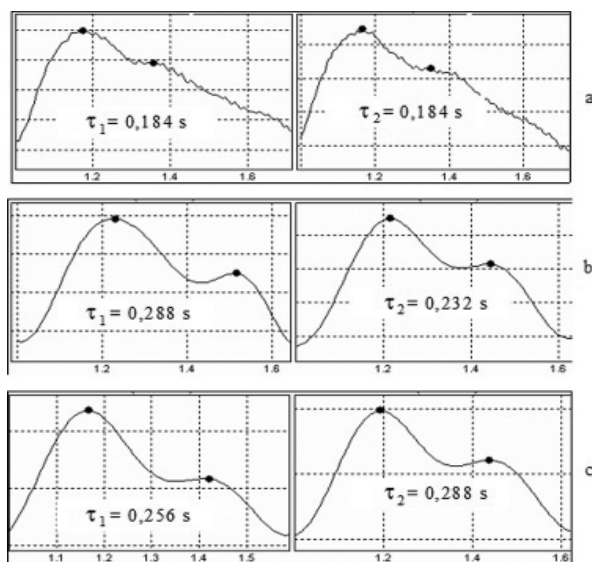 τ1 = 0,184 s
τ2 = 0,184 s
a
1.2 1.4 1.6
1.2 1.4 1.6
τ1 = 0,288 s
τ2 = 0,232 s
b
1.2 1.4 1.6
1.2 1.4 1.6
τ1 = 0,256 s
τ2 = 0,288 s
c
1.1 1.2 1.3 1.4 1.5
1.2 1.4 1.6